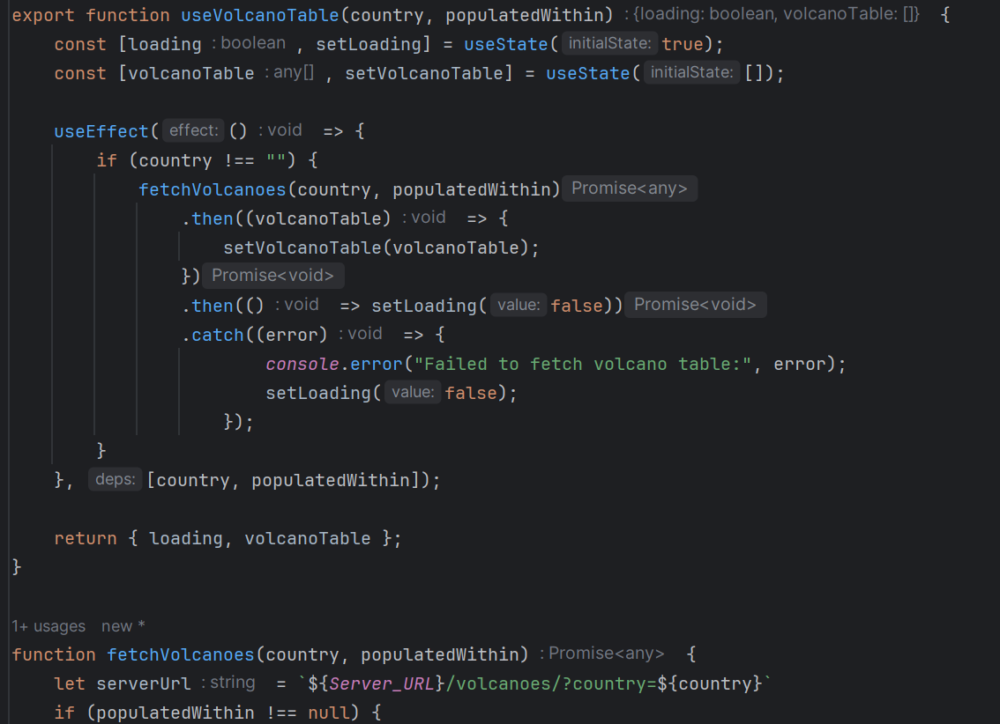 export function useVolcanoTable(country, populatedWithin) : {loading: boolean, volcanoTable: []} {
const [loading : boolean , setLoading] = useState( initialState: true);
const [volcanoTable : any[] , setVolcanoTable] = useState( initialState: []);
useEffect( effect: () : void => {
if (country !== "") {
fetchVolcanoes(country, populatedWithin) Promise<any>
.then((volcanoTable) : void => {
setVolcanoTable(volcanoTable);
}) Promise<void>
.then(() : void => setLoading( value: false)) Promise<void>
.catch((error) : void => {
console.error("Failed to fetch volcano table:", error);
setLoading( value: false);
});
}
}, deps: [country, populatedWithin]);
return { loading, volcanoTable };
}
1+ usages new *
function fetchVolcanoes(country, populatedWithin) : Promise<any> {
let serverUrl : string = `${Server_URL}/volcanoes/?country=${country}`
if (populatedWithin !== null) {